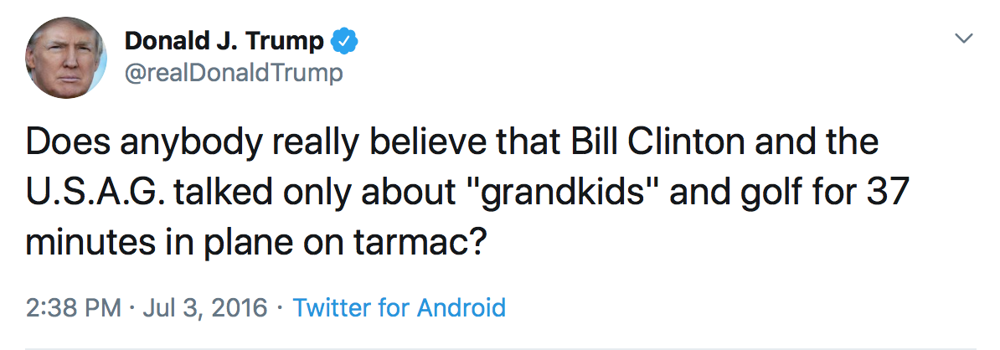 Donald J. Trump
@realDonaldTrump
Does anybody really believe that Bill Clinton and the
U.S.A.G. talked only about "grandkids" and golf for 37
minutes in plane on tarmac?
2:38 PM · Jul 3, 2016 · Twitter for Android